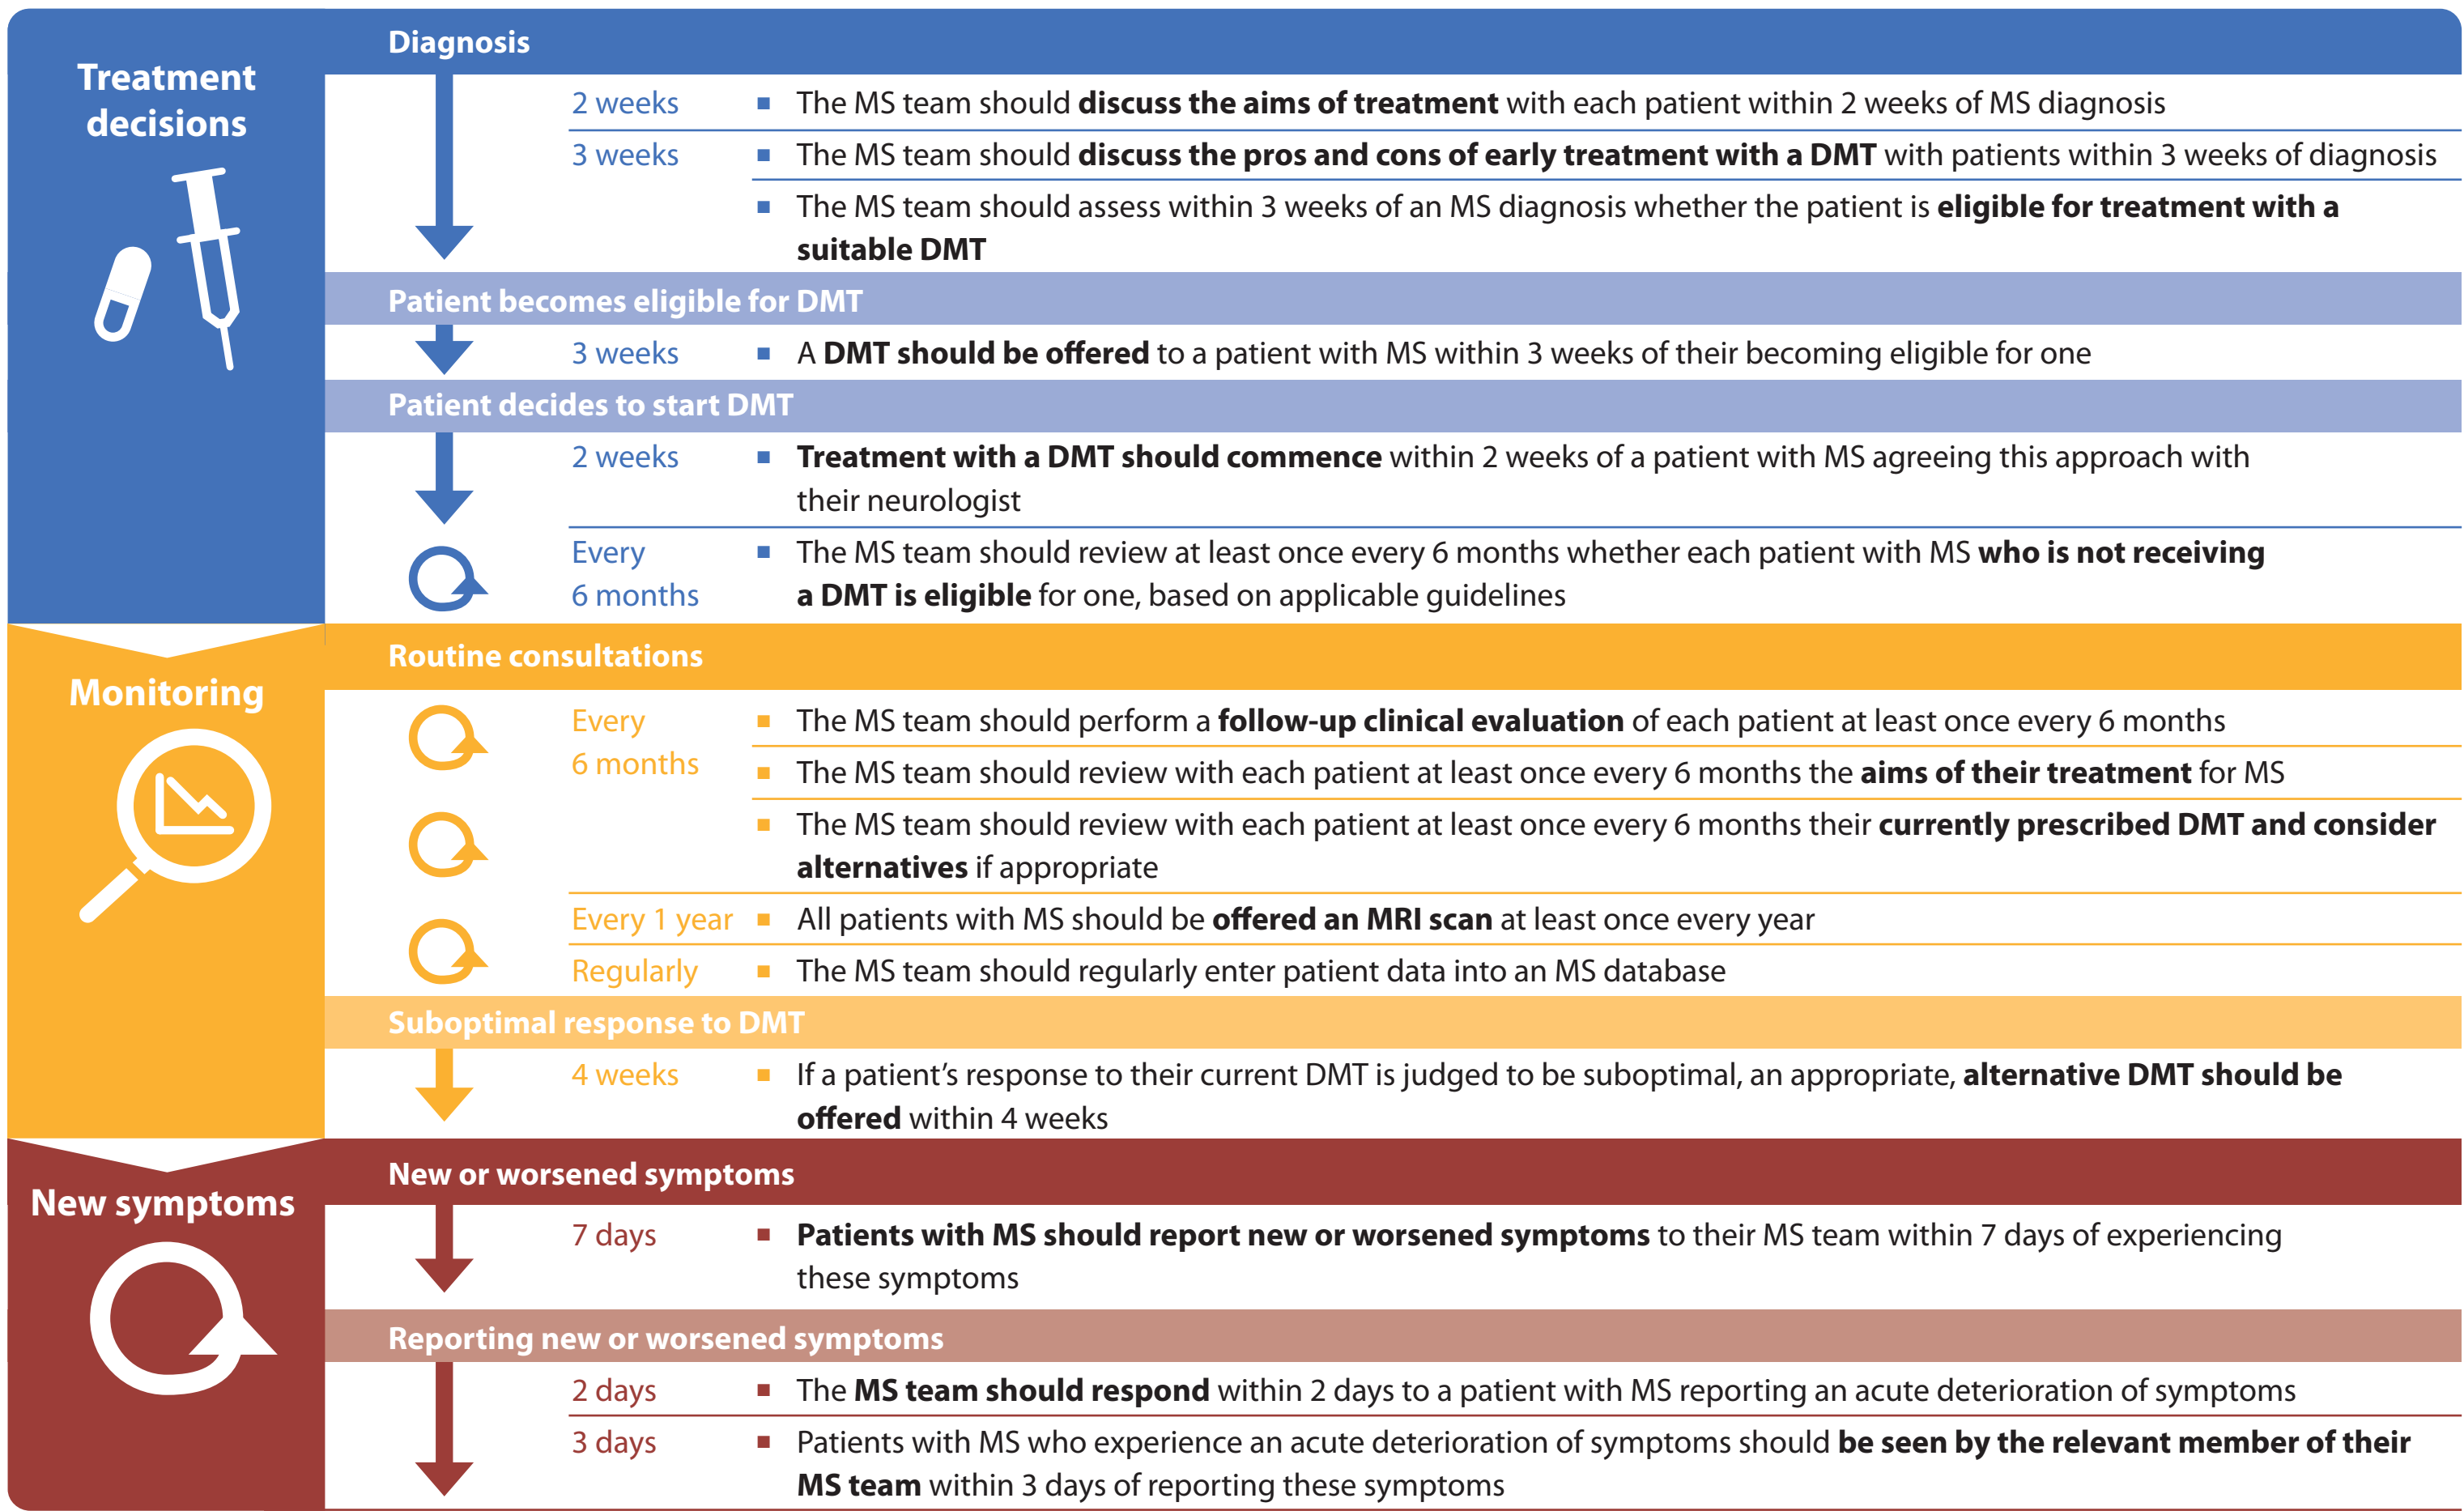 Treatment
decisions
Diagnosis
2 weeks ■ The MS team should discuss the aims of treatment with each patient within 2 weeks of MS diagnosis
3 weeks ■ The MS team should discuss the pros and cons of early treatment with a DMT with patients within 3 weeks of diagnosis
■ The MS team should assess within 3 weeks of an MS diagnosis whether the patient is eligible for treatment with a
suitable DMT
Patient becomes eligible for DMT
3 weeks ■ A DMT should be offered to a patient with MS within 3 weeks of their becoming eligible for one
Patient decides to start DMT
2 weeks ■ Treatment with a DMT should commence within 2 weeks of a patient with MS agreeing this approach with
their neurologist
Every ■ The MS team should review at least once every 6 months whether each patient with MS who is not receiving
6 months a DMT is eligible for one, based on applicable guidelines
Monitoring
Routine consultations
Every ■ The MS team should perform a follow-up clinical evaluation of each patient at least once every 6 months
6 months ■ The MS team should review with each patient at least once every 6 months the aims of their treatment for MS
■ The MS team should review with each patient at least once every 6 months their currently prescribed DMT and consider
alternatives if appropriate
Every 1 year ■ All patients with MS should be offered an MRI scan at least once every year
Regularly ■ The MS team should regularly enter patient data into an MS database
Suboptimal response to DMT
4 weeks ■ If a patient's response to their current DMT is judged to be suboptimal, an appropriate, alternative DMT should be
offered within 4 weeks
New symptoms
New or worsened symptoms
7 days ■ Patients with MS should report new or worsened symptoms to their MS team within 7 days of experiencing
these symptoms
Reporting new or worsened symptoms
2 days ■ The MS team should respond within 2 days to a patient with MS reporting an acute deterioration of symptoms
3 days ■ Patients with MS who experience an acute deterioration of symptoms should be seen by the relevant member of their
MS team within 3 days of reporting these symptoms